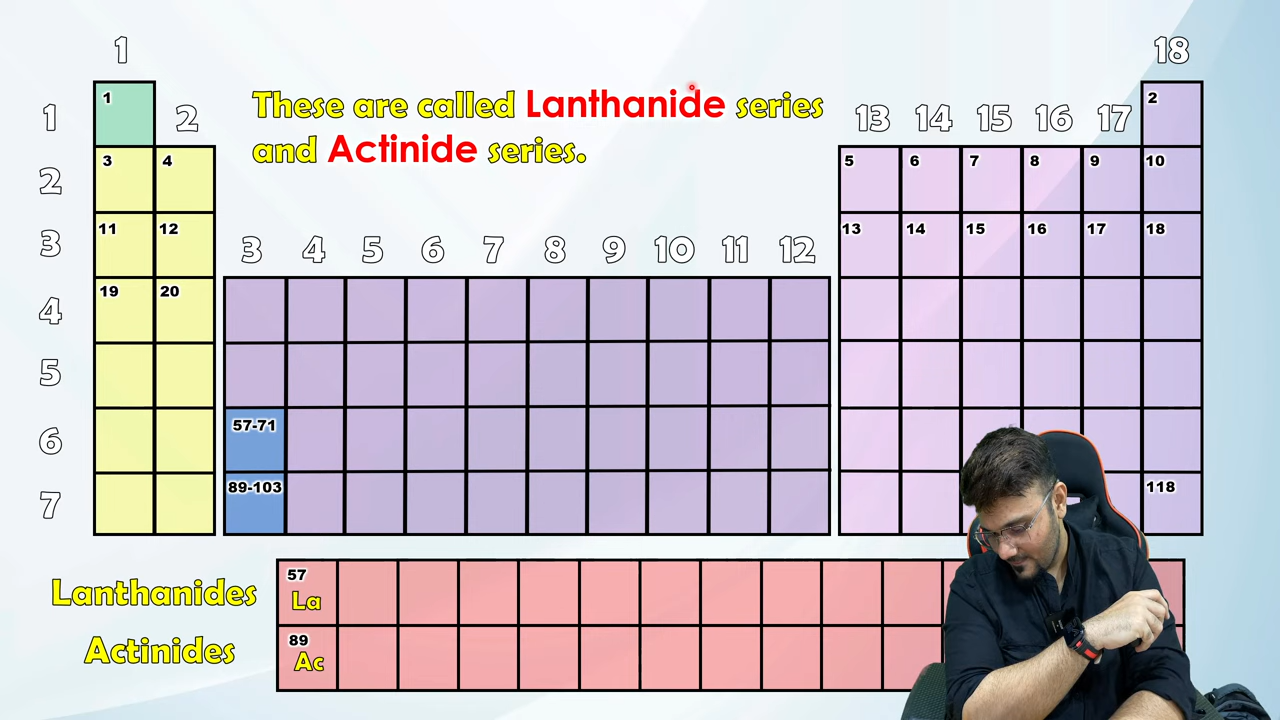 1 18
1 2
1 2 13 14 15 16 17
These are called Lanthanide series
and Actinide series.
3 4 5 6 7 8 9 10
2
11 12 13 14 15 16 17 18
3
3 4 5 6 7 8 9 10 11 12
19 20
4
5
57-71
6
89-103 118
7
57
La
Lanthanides
89
Ac
Actinides